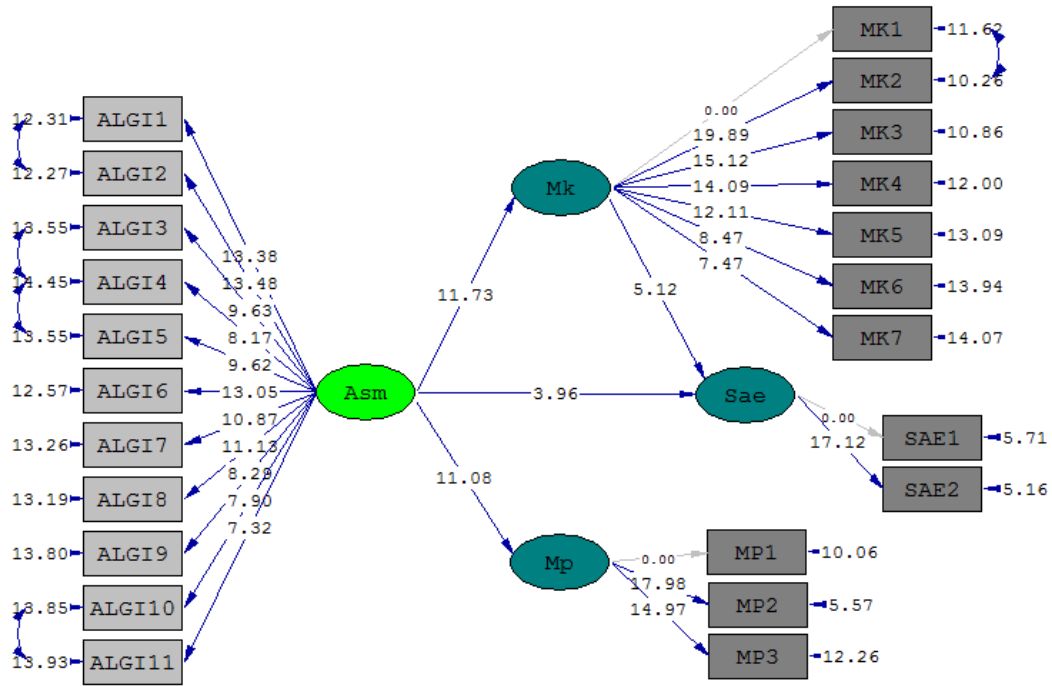 MK1 11.62
MK2 10.26
12.31 ALGI1
0.00
19.89
MK3 10.86
15.12
12.27 ALGI2
Mk
14.09
MK4 12.00
12.11
13.55 ALGI3
8.47
MK5 13.09
7.47
13.38
13.48
14.45 ALGI4
MK6 13.94
11.73
5.12
9.63
8.17
13.55 ALGI5
MK7 14.07
9.62
12.57 ALGI6
13.05
Asm
3.96
Sae
10.87
0.00
13.26 ALGI7
11.13
17.12
SAE1 5.71
8.29
11.08
13.19 ALGI8
7.90
SAE2 5.16
7.32
13.80 ALGI9
MP1 10.06
Mp
0.00
17.98
13.85 ALGI10
14.97
MP2 5.57
13.93 ALGI11
MP3 12.26